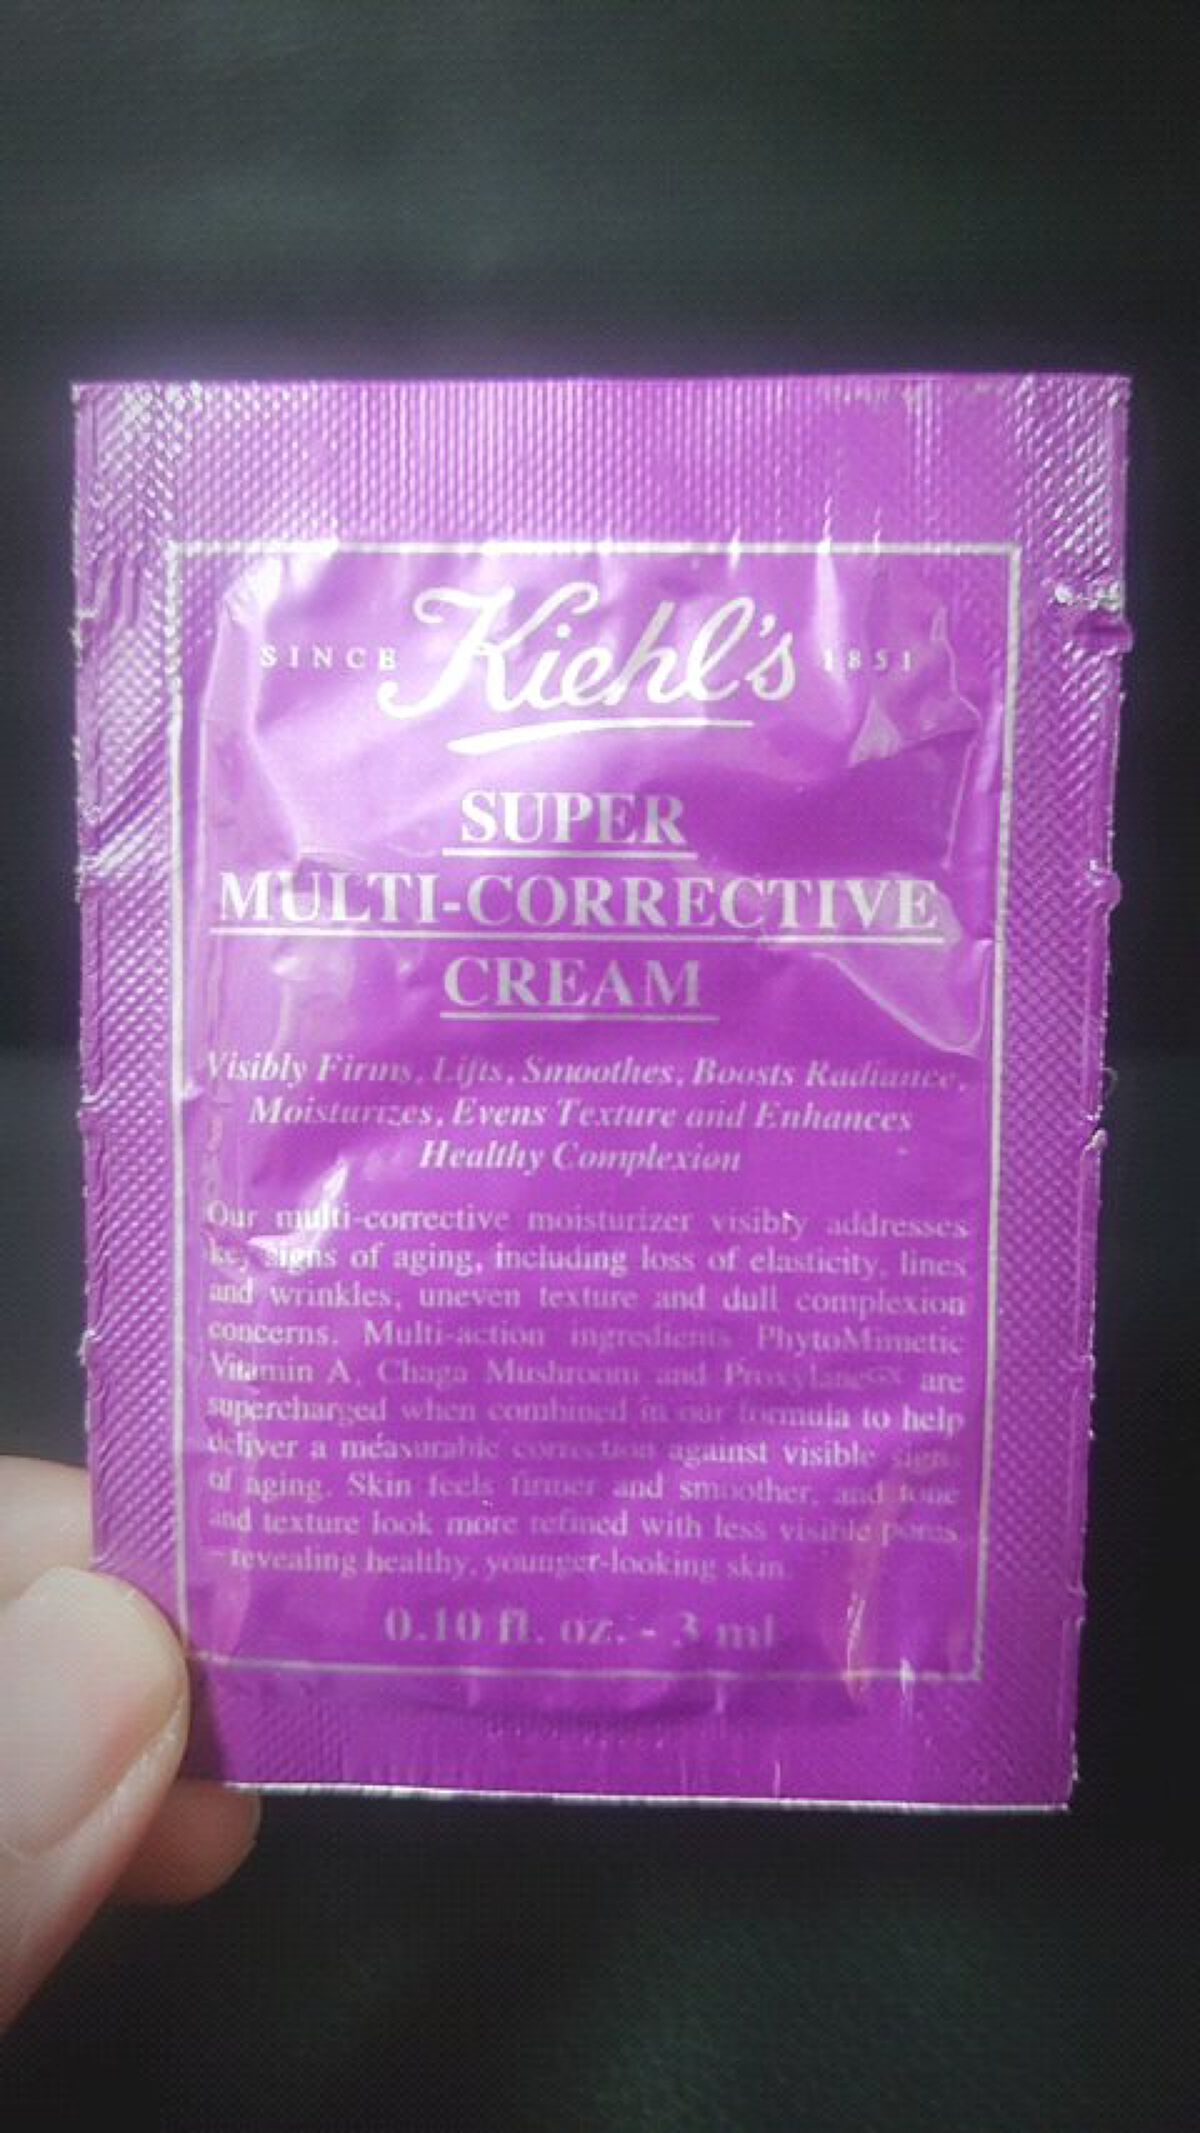 SINCE Kiehl's 1851
SUPER
MULTI-CORRECTIVE
CREAM
Visibly Firms, Lifts, Smoothes, Boosts Radiance,
Moisturizes, Evens Texture and Enhances
Healthy Complexion
Our multi-corrective moisturizer visibly addresses
key signs of aging, including loss of elasticity, lines
and wrinkles, uneven texture and dull complexion
concerns. Multi-action ingredients PhytoMimetic
Vitamin A, Chaga Mushroom and ProxylaneGX are
supercharged when combined in our formula to help
deliver a measurable correction against visible signs
of aging. Skin feels firmer and smoother, and tone
and texture look more refined with less visible pores
—revealing healthy, younger-looking skin.
0.10 fl. oz. - 3 ml